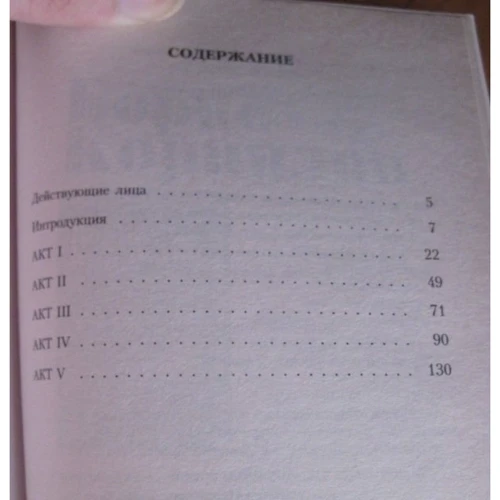 СОДЕРЖАНИЕ
Действующие лица . . . . . . . . . . . . . . . . . . 5
Интродукция . . . . . . . . . . . . . . . . . . . . . 7
АКТ I . . . . . . . . . . . . . . . . . . . . . . . . . 22
АКТ II . . . . . . . . . . . . . . . . . . . . . . . . 49
АКТ III . . . . . . . . . . . . . . . . . . . . . . . 71
АКТ IV . . . . . . . . . . . . . . . . . . . . . . . 90
АКТ V . . . . . . . . . . . . . . . . . . . . . . . 130